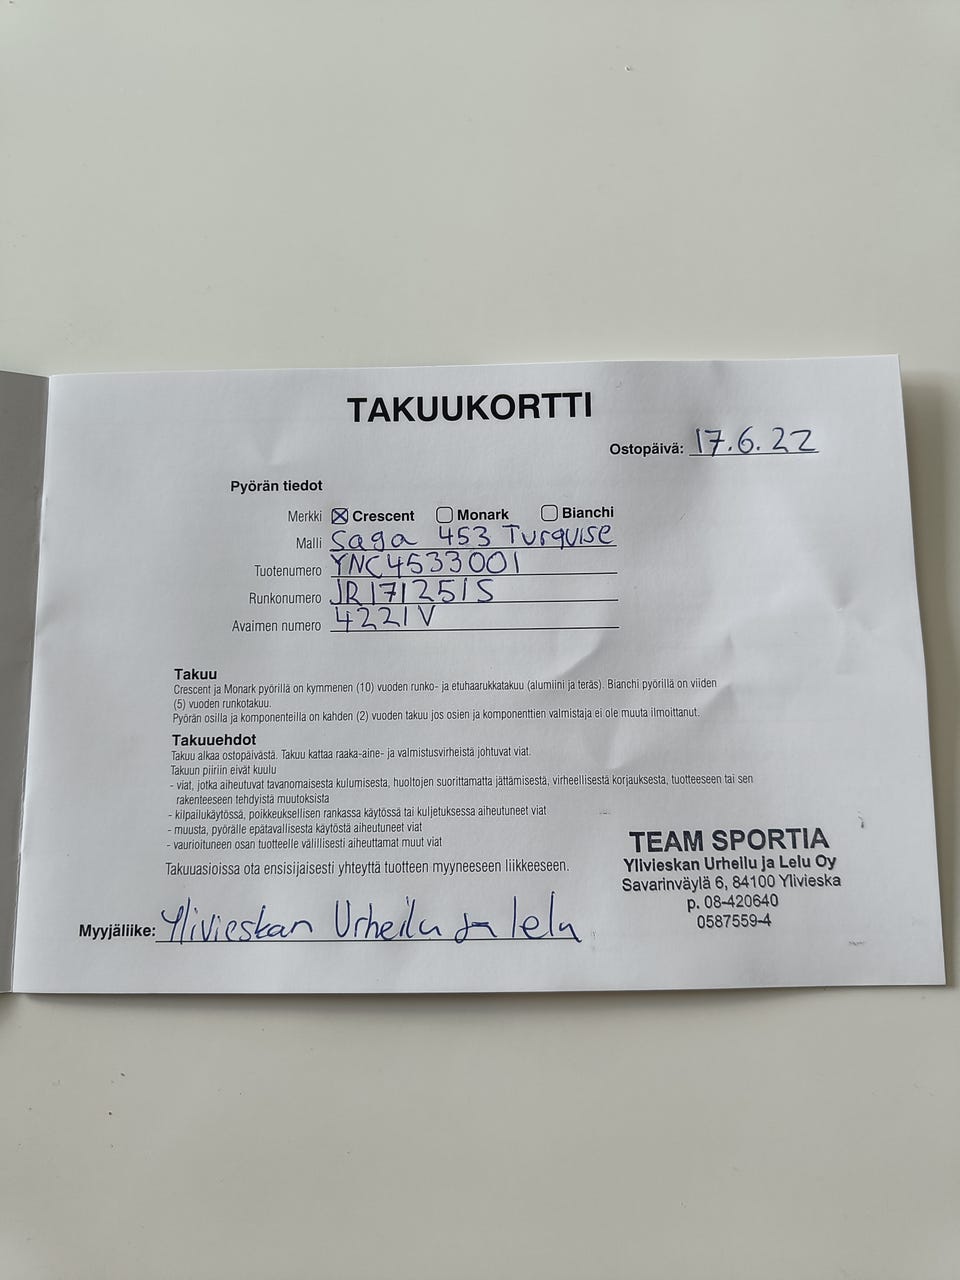 TAKUUKORTTI
Ostopäivä: 17.6.22
Pyörän tiedot
Merkki Crescent Monark Bianchi
Malli Saga 453 Turquise
Tuotenumero YNC4533001
Runkonumero JR171251S
Avaimen numero 4221V
Takuu
Crescent ja Monark pyörillä on kymmenen (10) vuoden runko- ja etuhaarukkatakuu (alumiini ja teräs). Bianchi pyörillä on viiden
(5) vuoden runkotakuu.
Pyörän osilla ja komponenteilla on kahden (2) vuoden takuu jos osien ja komponenttien valmistaja ei ole muuta ilmoittanut.
Takuuehdot
Takuu alkaa ostopäivästä. Takuu kattaa raaka-aine- ja valmistusvirheistä johtuvat viat.
Takuun piiriin eivät kuulu
- viat, jotka aiheutuvat tavanomaisesta kulumisesta, huoltojen suorittamatta jättämisestä, virheellisestä korjauksesta, tuotteeseen tai sen
rakenteeseen tehdyistä muutoksista
- kilpailukäytössä, poikkeuksellisen rankassa käytössä tai kuljetuksessa aiheutuneet viat
- muusta, pyörälle epätavallisesta käytöstä aiheutuneet viat
- vaurioituneen osan tuotteelle välillisesti aiheuttamat muut viat
Takuuasioissa ota ensisijaisesti yhteyttä tuotteen myyneeseen liikkeeseen.
Myyjäliike: Ylivieskan Urheilu ja lelu
TEAM SPORTIA
Ylivieskan Urheilu ja Lelu Oy
Savarinväylä 6, 84100 Ylivieska
p. 08-420640
0587559-4